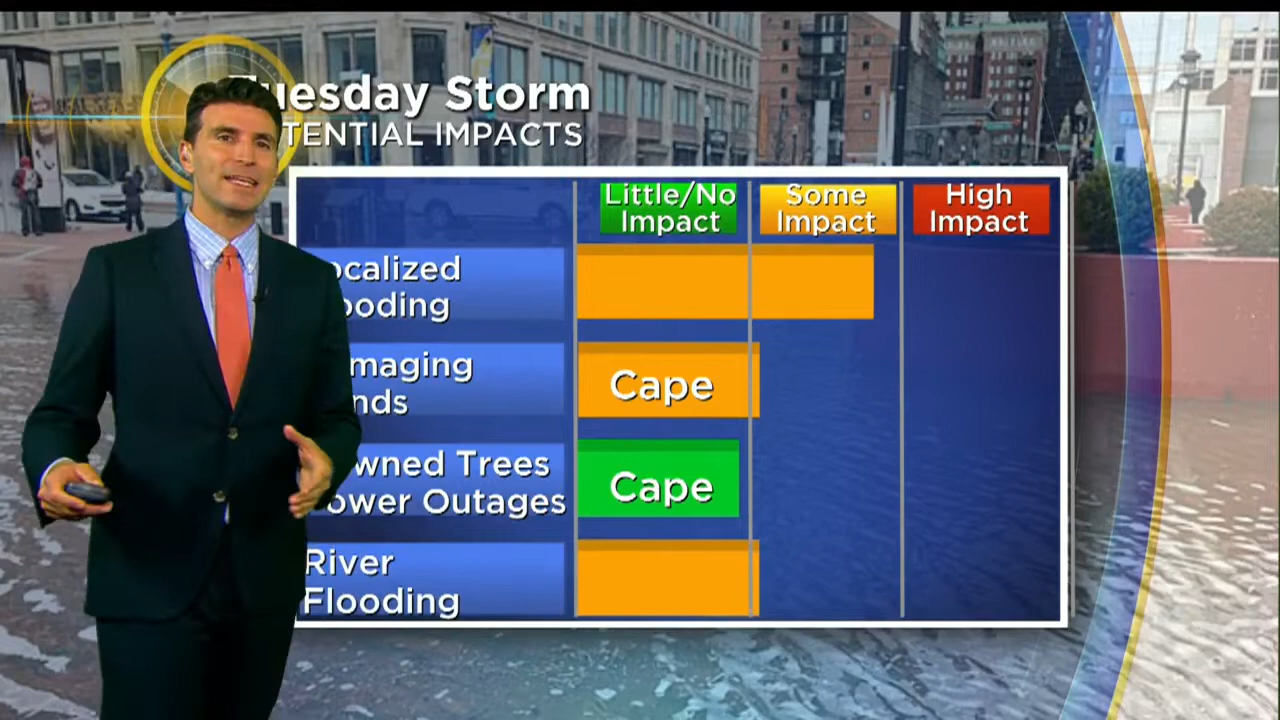 Tuesday Storm
TENTIAL IMPACTS
Little/No
Impact
Some
Impact
High
Impact
ocalized
ooding
maging
nds
Cape
wned Trees
ower Outages
Cape
River
Flooding